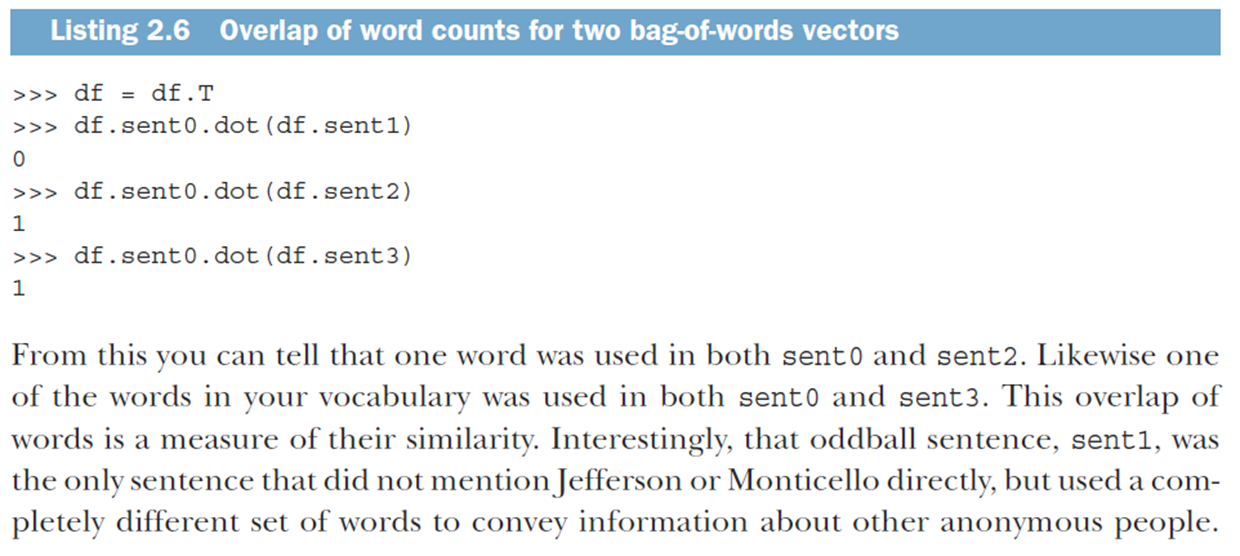 Listing 2.6 Overlap of word counts for two bag-of-words vectors
>>> df = df.T
>>> df.sent0.dot(df.sent1)
0
>>> df.sent0.dot(df.sent2)
1
>>> df.sent0.dot(df.sent3)
1
From this you can tell that one word was used in both sent0 and sent2. Likewise one
of the words in your vocabulary was used in both sent0 and sent3. This overlap of
words is a measure of their similarity. Interestingly, that oddball sentence, sent1, was
the only sentence that did not mention Jefferson or Monticello directly, but used a com-
pletely different set of words to convey information about other anonymous people.